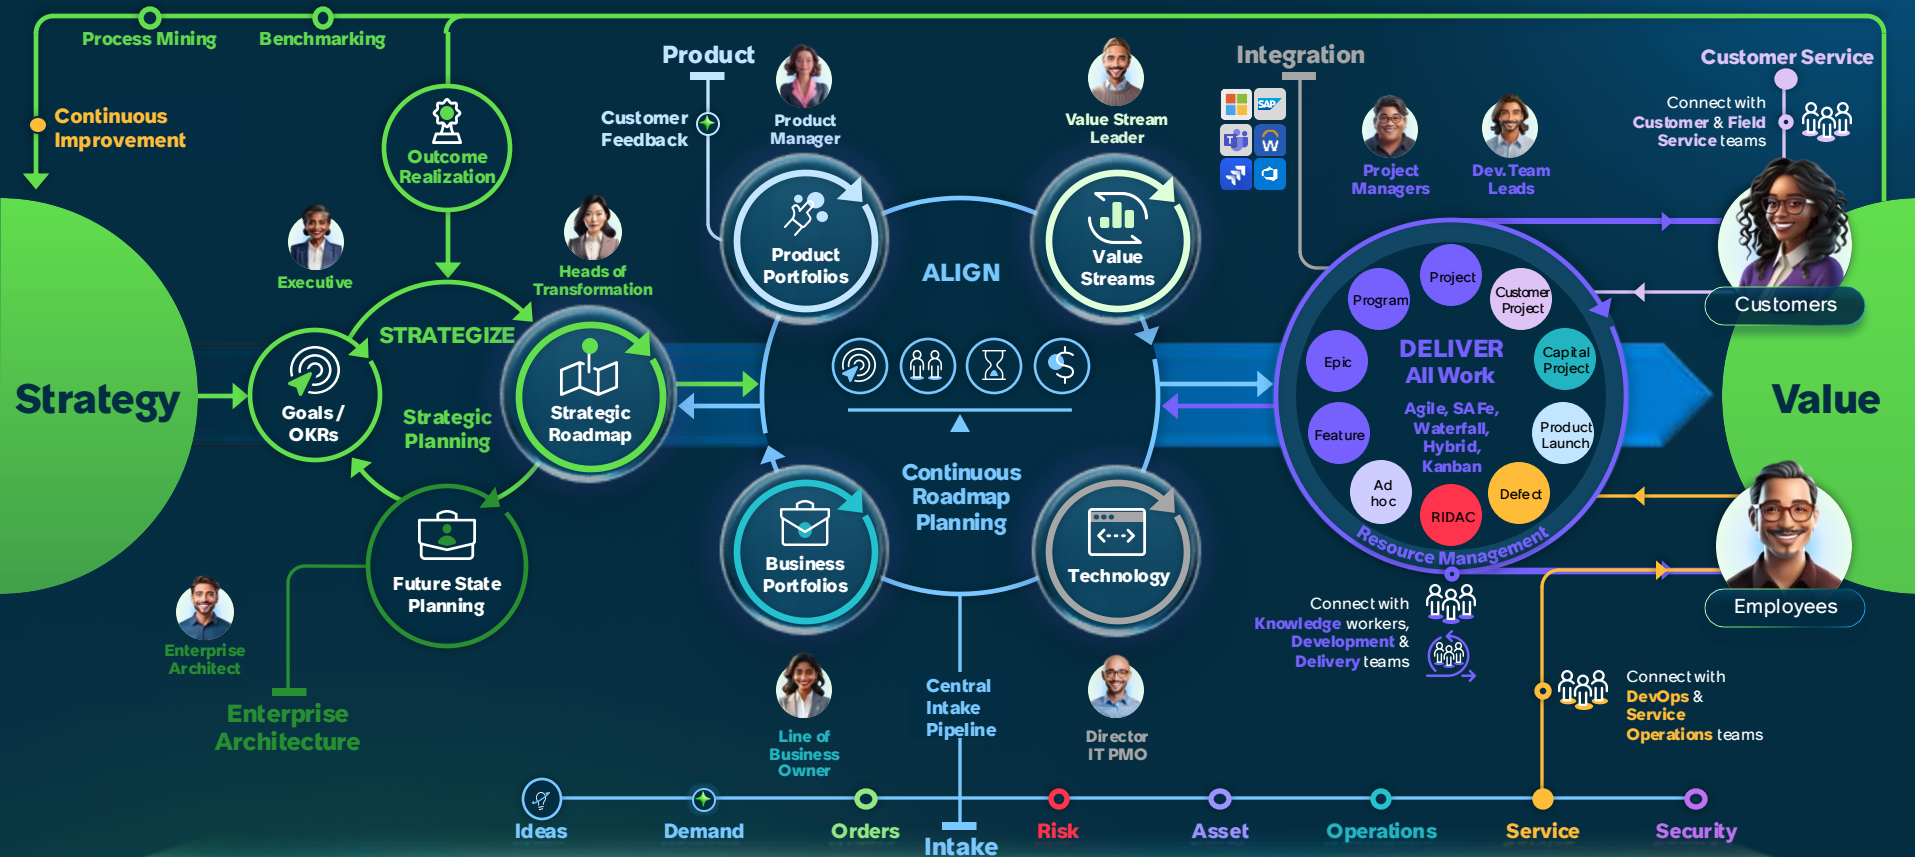 Process Mining
Benchmarking
Continuous
Improvement
Outcome
Realization
Strategy
Executive
Heads of
Transformation
STRATEGIZE
Goals /
OKRs
Strategic
Planning
Strategic
Roadmap
Future State
Planning
Enterprise
Architect
Enterprise
Architecture
Product
Customer
Feedback
Product
Manager
Value Stream
Leader
Product
Portfolios
ALIGN
Value
Streams
Continuous
Roadmap
Planning
Business
Portfolios
Technology
Line of
Business
Owner
Central
Intake
Pipeline
Director
IT PMO
Integration
SAP
W
Project
Managers
Dev. Team
Leads
Customer Service
Connect with
Customer & Field
Service teams
Customers
Project
Program
Customer
Project
Epic
Capital
Project
DELIVER
All Work
Agile, SAFe,
Waterfall,
Hybrid,
Kanban
Feature
Product
Launch
Ad
hoc
RIDAC
Defect
Resource Management
Value
Employees
Connect with
Knowledge workers,
Development &
Delivery teams
Connect with
DevOps &
Service
Operations teams
Ideas
Demand
Orders
Intake
Risk
Asset
Operations
Service
Security